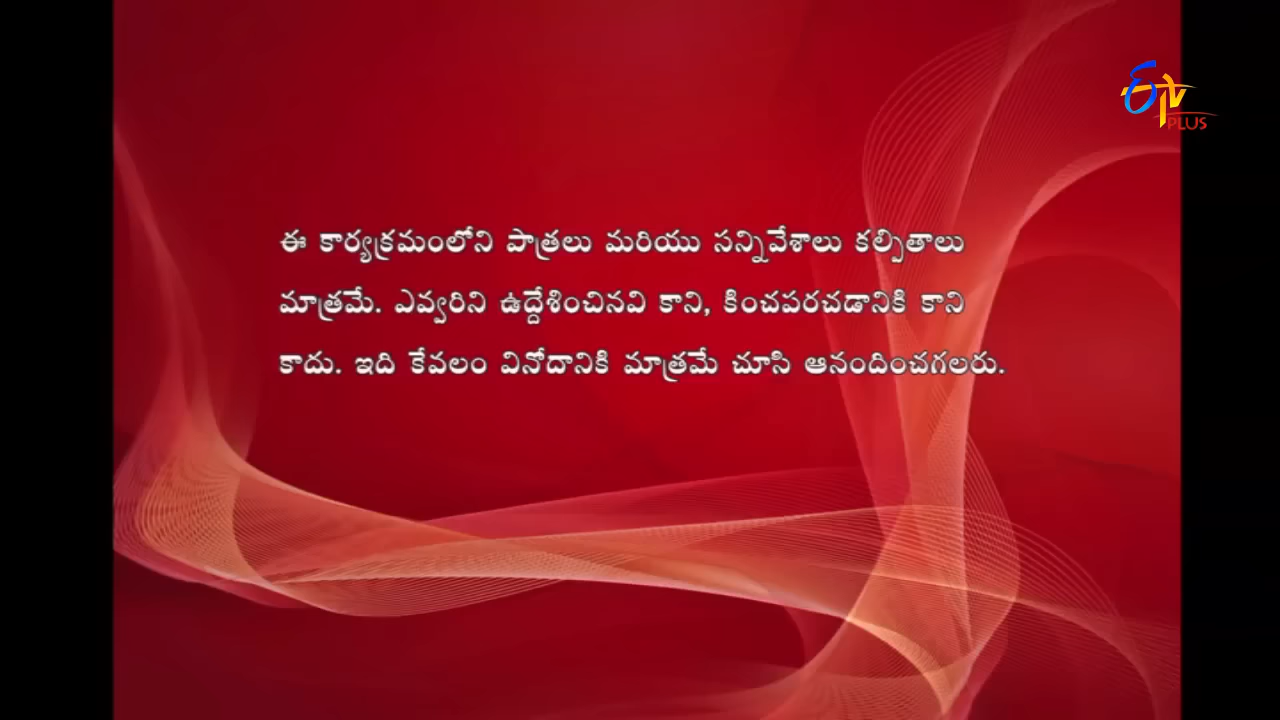 ఈ కార్యక్రమంలోని పాత్రలు మరియు సన్నివేశాలు కల్పితాలు
మాత్రమే. ఎవ్వరిని ఉద్దేశించినవి కాని, కించపరచడానికి కాని
కాదు. ఇది కేవలం వినోదానికి మాత్రమే చూసి ఆనందించగలరు.
ETV
PLUS